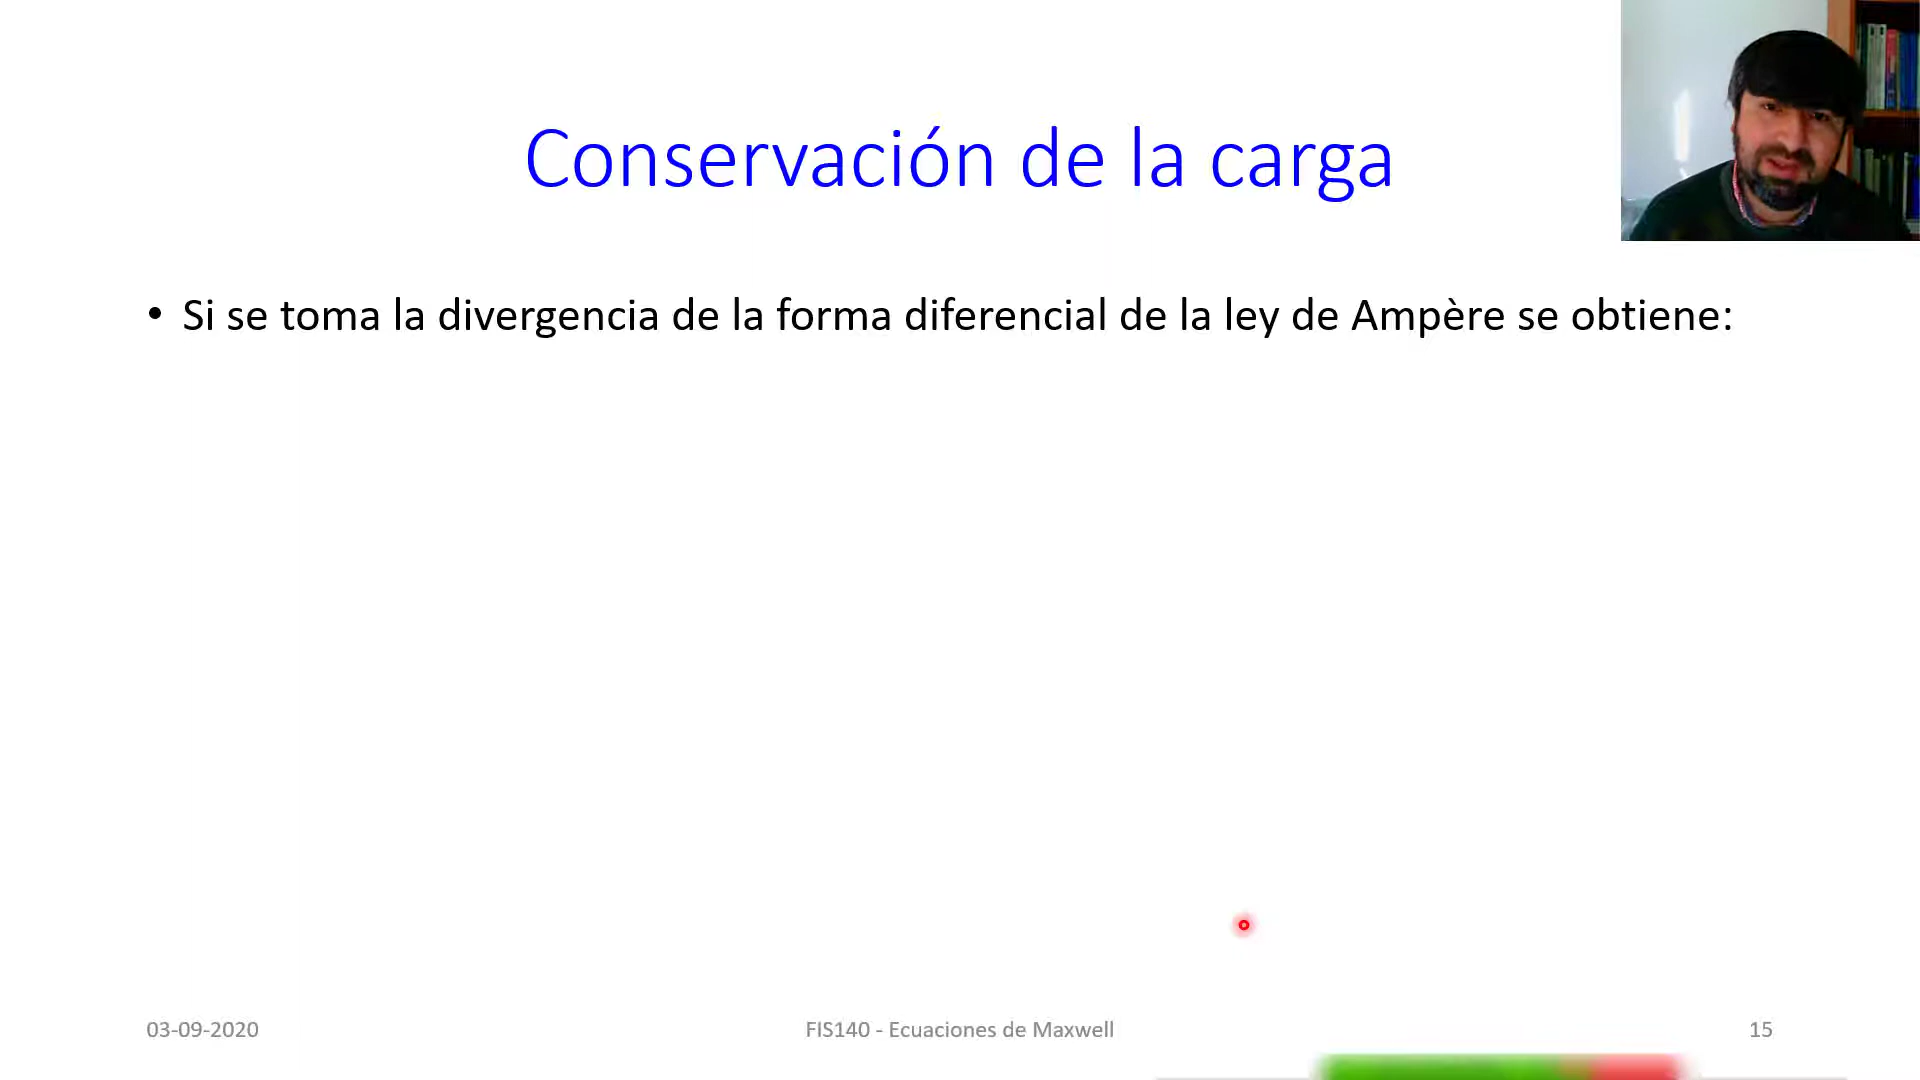 Conservación de la carga
• Si se toma la divergencia de la forma diferencial de la ley de Ampère se obtiene:
03-09-2020
FIS140 - Ecuaciones de Maxwell
15